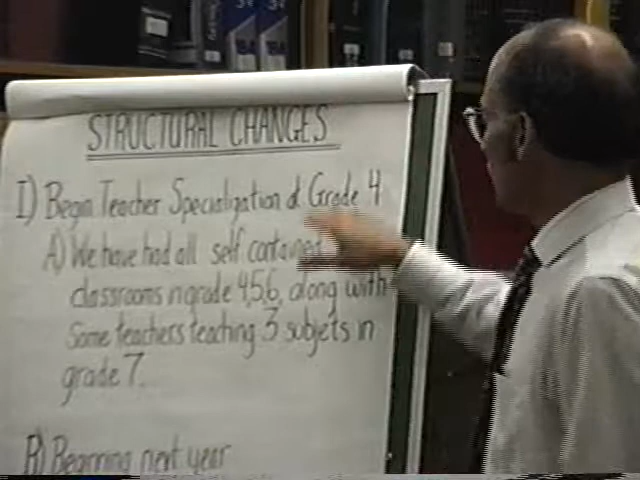 STRUCTURAL CHANGES
I) Begin Teacher Specialization at Grade 4
A) We have had all self contained
classrooms in grade 4,5,6, along with
some teachers teaching 3 subjets in
grade 7.
B) Beginning next year